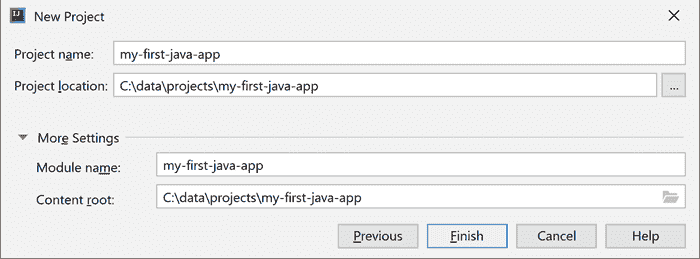 IJ New Project
Project name: my-first-java-app
Project location: C:\data\projects\my-first-java-app ...
More Settings
Module name: my-first-java-app
Content root: C:\data\projects\my-first-java-app
Previous Finish Cancel Help